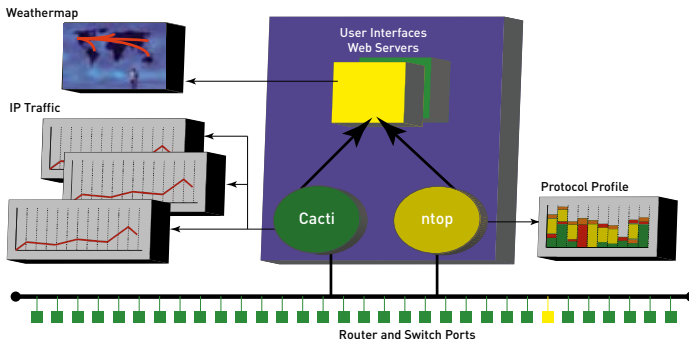 Weathermap
User Interfaces
Web Servers
IP Traffic
Protocol Profile
Cacti
ntop
Router and Switch Ports